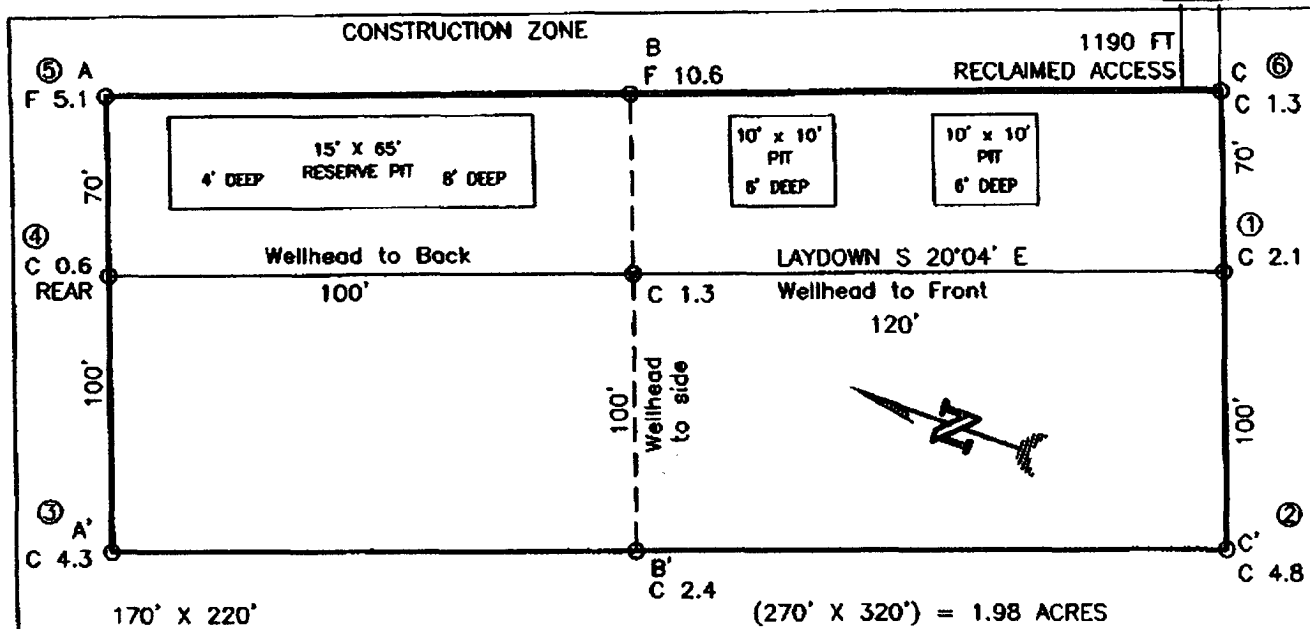 CONSTRUCTION ZONE
1190 FT
RECLAIMED ACCESS
⑤ A
F 5.1
B
F 10.6
C ⑥
C 1.3
15' X 65'
RESERVE PIT
4' DEEP
8' DEEP
10' x 10'
PIT
6' DEEP
10' x 10'
PIT
6' DEEP
70'
70'
④
C 0.6
REAR
Wellhead to Back
100'
C 1.3
LAYDOWN S 20°04' E
Wellhead to Front
120'
①
C 2.1
100'
100'
Wellhead
to side
N
100'
③ A'
C 4.3
B'
C 2.4
②
C'
C 4.8
170' X 220'
(270' X 320') = 1.98 ACRES